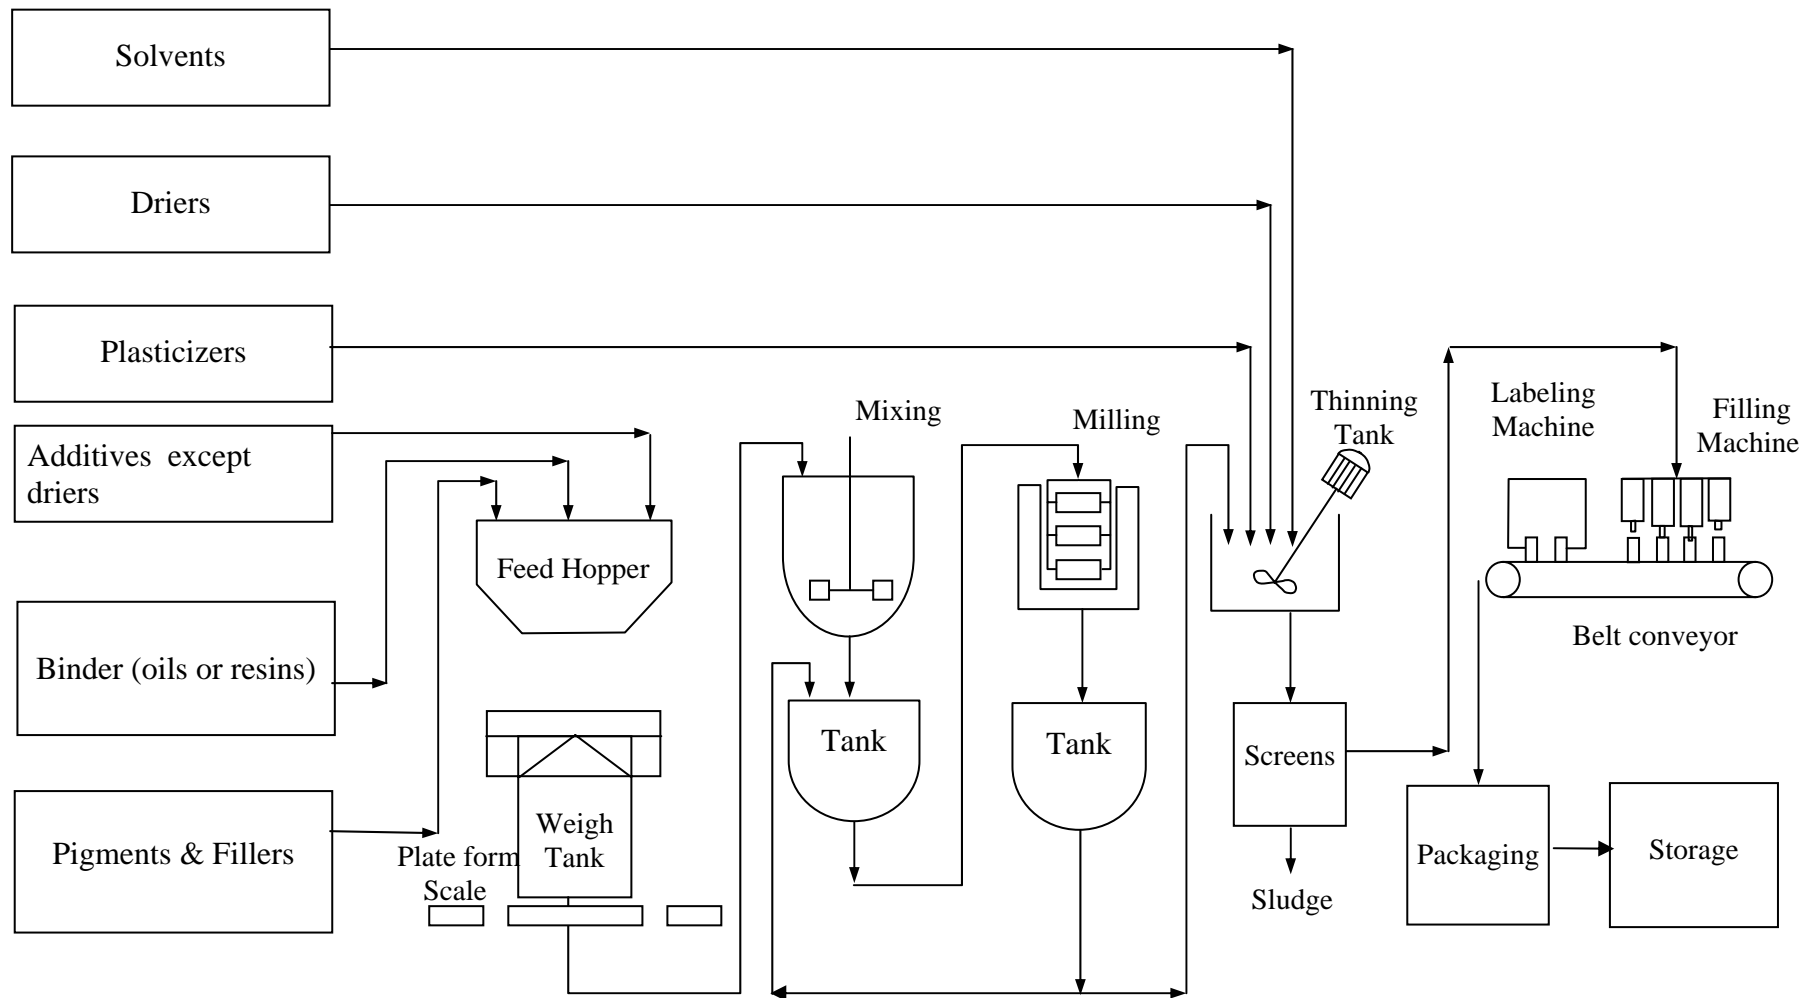 Solvents
Driers
Plasticizers
Additives except
driers
Binder (oils or resins)
Pigments & Fillers
Feed Hopper
Plate form
Scale
Weigh
Tank
Mixing
Tank
Milling
Tank
Thinning
Tank
Screens
Sludge
Labeling
Machine
Filling
Machine
Belt conveyor
Packaging
Storage